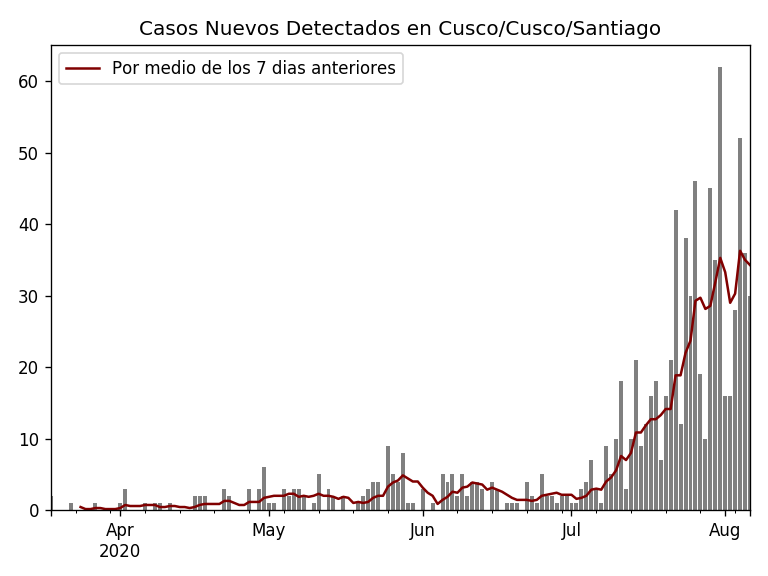 Casos Nuevos Detectados en Cusco/Cusco/Santiago
Por medio de los 7 dias anteriores
60
50
40
30
20
10
0
Apr
2020
May
Jun
Jul
Aug